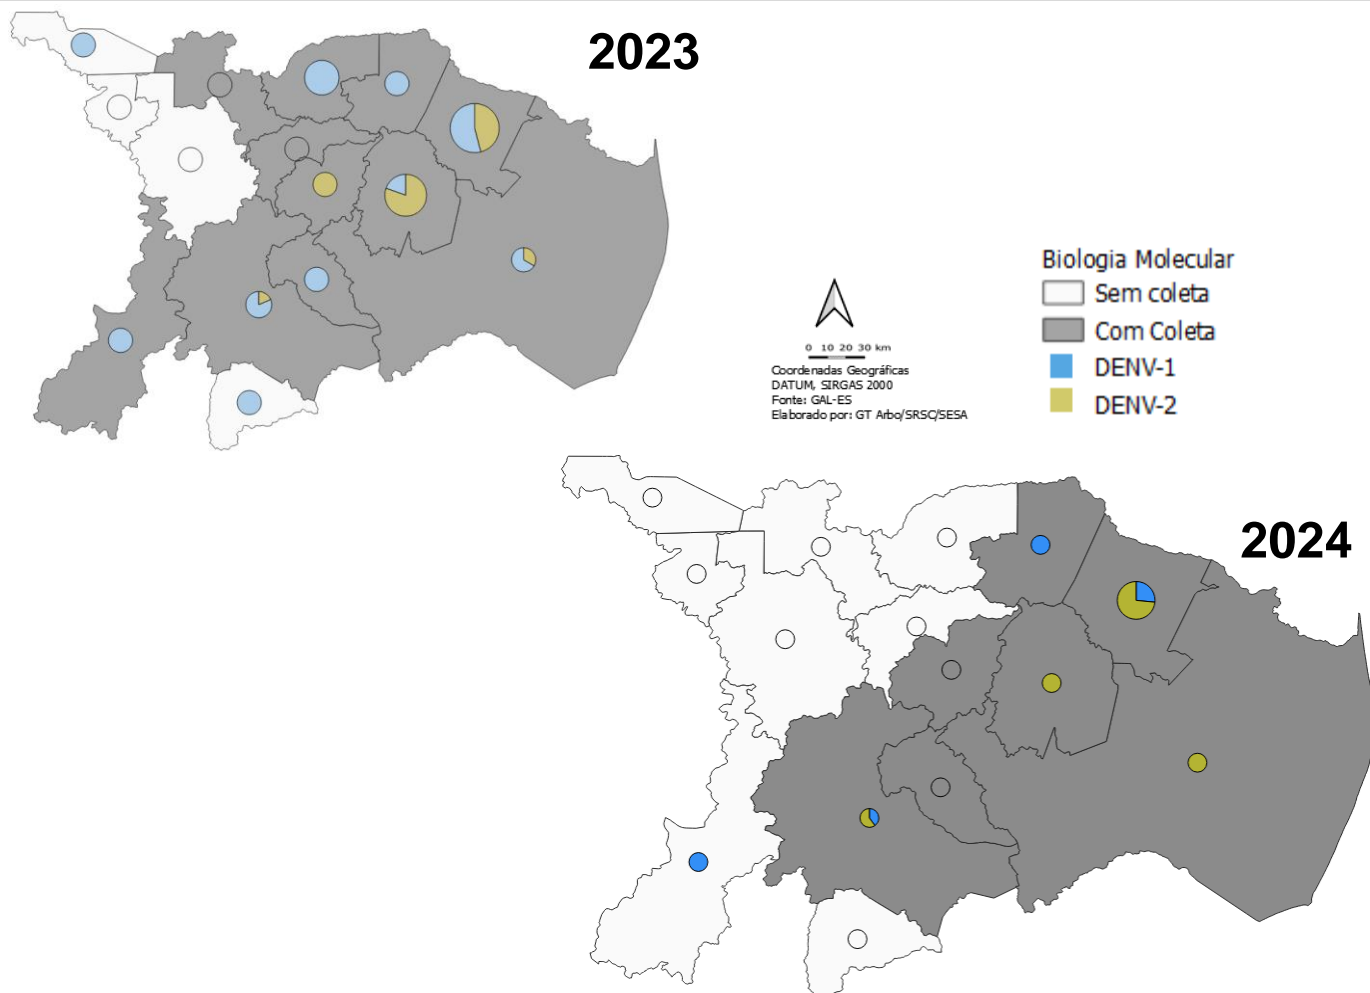 2023
Biologia Molecular
Sem coleta
Com Coleta
DENV-1
DENV-2
0 10 20 30 km
Coordenadas Geográficas
DATUM, SIRGAS 2000
Fonte: GAL-ES
Elaborado por: GT Arbo/SRSC/SESA
2024